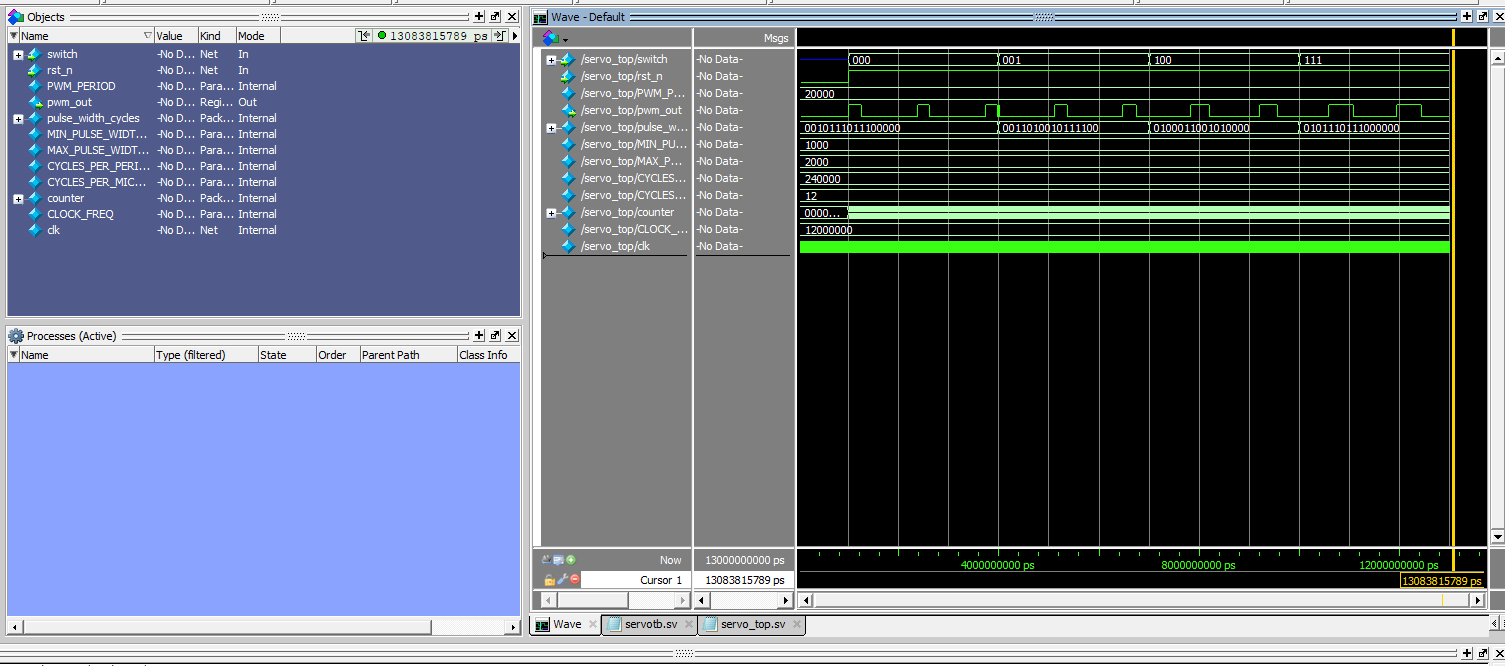 Objects
Name Value Kind Mode 13083815789 ps
switch -No D... Net In
rst_n -No D... Net In
PWM_PERIOD -No D... Para... Internal
pwm_out -No D... Regi... Out
pulse_width_cycles -No D... Pack... Internal
MIN_PULSE_WIDT... -No D... Para... Internal
MAX_PULSE_WIDT... -No D... Para... Internal
CYCLES_PER_PERI... -No D... Para... Internal
CYCLES_PER_MIC... -No D... Para... Internal
counter -No D... Pack... Internal
CLOCK_FREQ -No D... Para... Internal
clk -No D... Net Internal
Processes (Active)
Name Type (filtered) State Order Parent Path Class Info
Wave - Default
Msgs
/servo_top/switch -No Data- 000 001 100 111
/servo_top/rst_n -No Data-
/servo_top/PWM_P... -No Data- 20000
/servo_top/pwm_out -No Data-
/servo_top/pulse_w... -No Data- 0010111011100000 0011010010111100 0100011001010000 0101110111000000
/servo_top/MIN_PU... -No Data- 1000
/servo_top/MAX_P... -No Data- 2000
/servo_top/CYCLES... -No Data- 240000
/servo_top/CYCLES... -No Data- 12
/servo_top/counter -No Data- 0000...
/servo_top/CLOCK_... -No Data- 12000000
/servo_top/clk -No Data-
Now 13000000000 ps 4000000000 ps 8000000000 ps 12000000000 ps
Cursor 1 13083815789 ps 13083815789 ps
Wave servotb.sv servo_top.sv